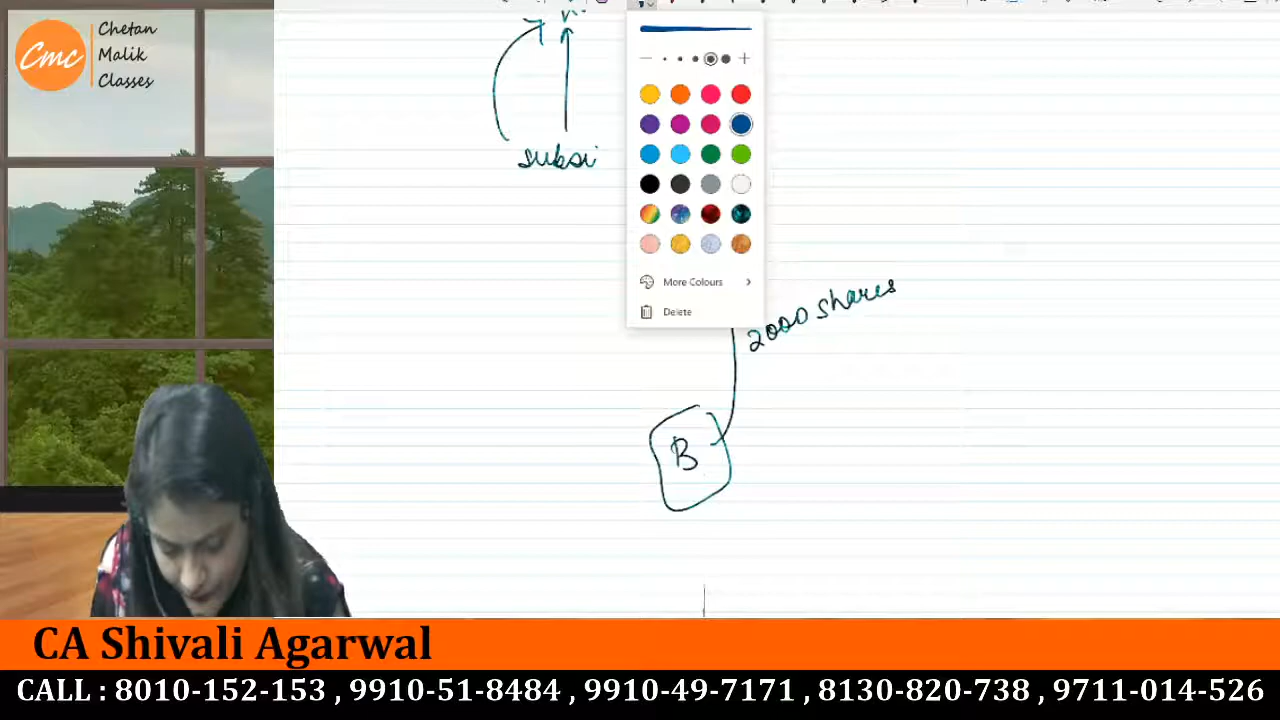 Cmc
Chetan
Malik
Classes
subsi
More Colours
Delete
2000 shares
B
CA Shivali Agarwal
CALL : 8010-152-153 , 9910-51-8484 , 9910-49-7171 , 8130-820-738 , 9711-014-526